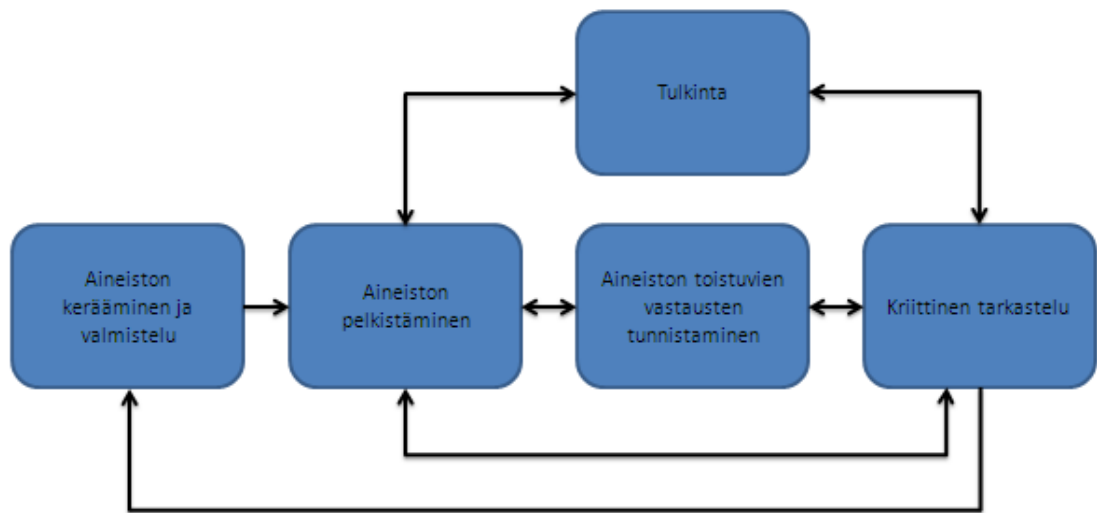 Tulkinta
Aineiston
kerääminen ja
valmistelu
Aineiston
pelkistäminen
Aineiston toistuvien
vastausten
tunnistaminen
Kriittinen tarkastelu